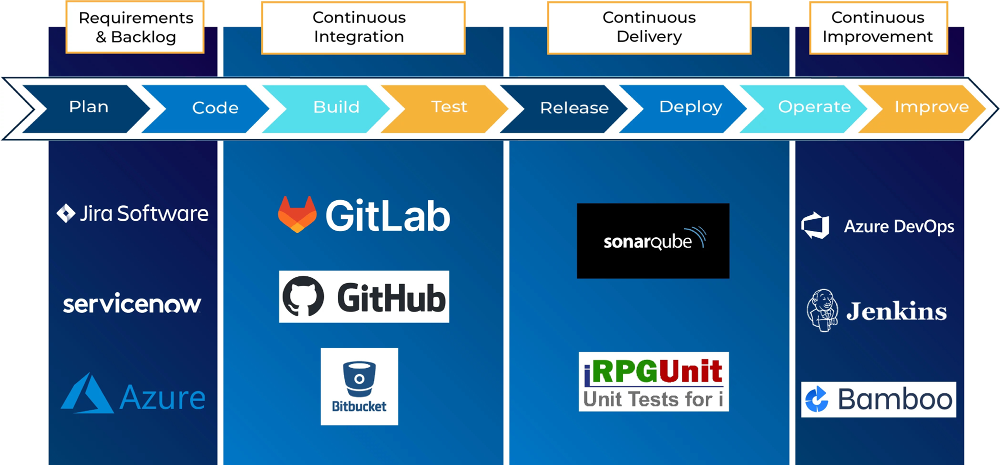 Requirements
& Backlog
Continuous
Integration
Continuous
Delivery
Continuous
Improvement
Plan
Code
Build
Test
Release
Deploy
Operate
Improve
Jira Software
servicenow
Azure
GitLab
GitHub
Bitbucket
sonarqube
iRPGUnit
Unit Tests for i
Azure DevOps
Jenkins
Bamboo